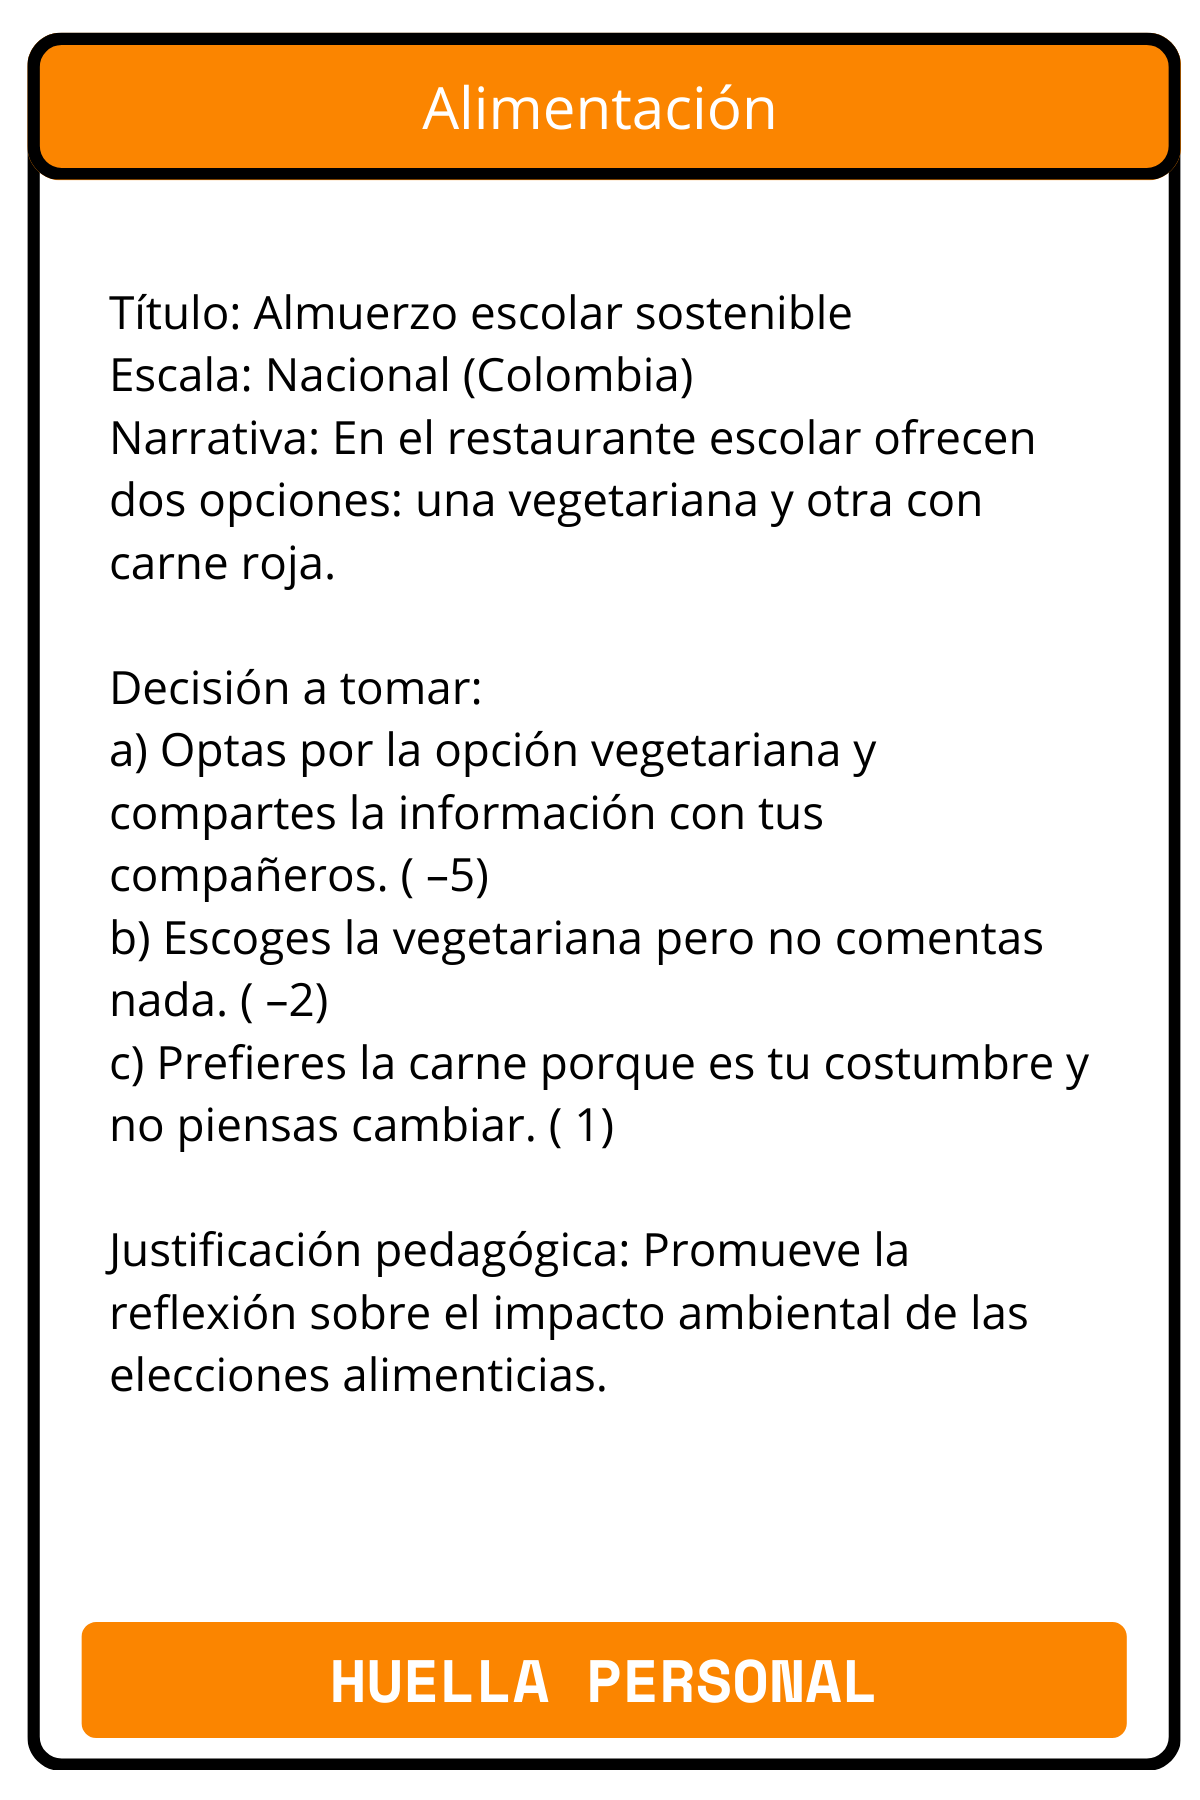 Alimentación
Título: Almuerzo escolar sostenible
Escala: Nacional (Colombia)
Narrativa: En el restaurante escolar ofrecen
dos opciones: una vegetariana y otra con
carne roja.
Decisión a tomar:
a) Optas por la opción vegetariana y
compartes la información con tus
compañeros. ( –5)
b) Escoges la vegetariana pero no comentas
nada. ( –2)
c) Prefieres la carne porque es tu costumbre y
no piensas cambiar. ( 1)
Justificación pedagógica: Promueve la
reflexión sobre el impacto ambiental de las
elecciones alimenticias.
HUELLA PERSONAL